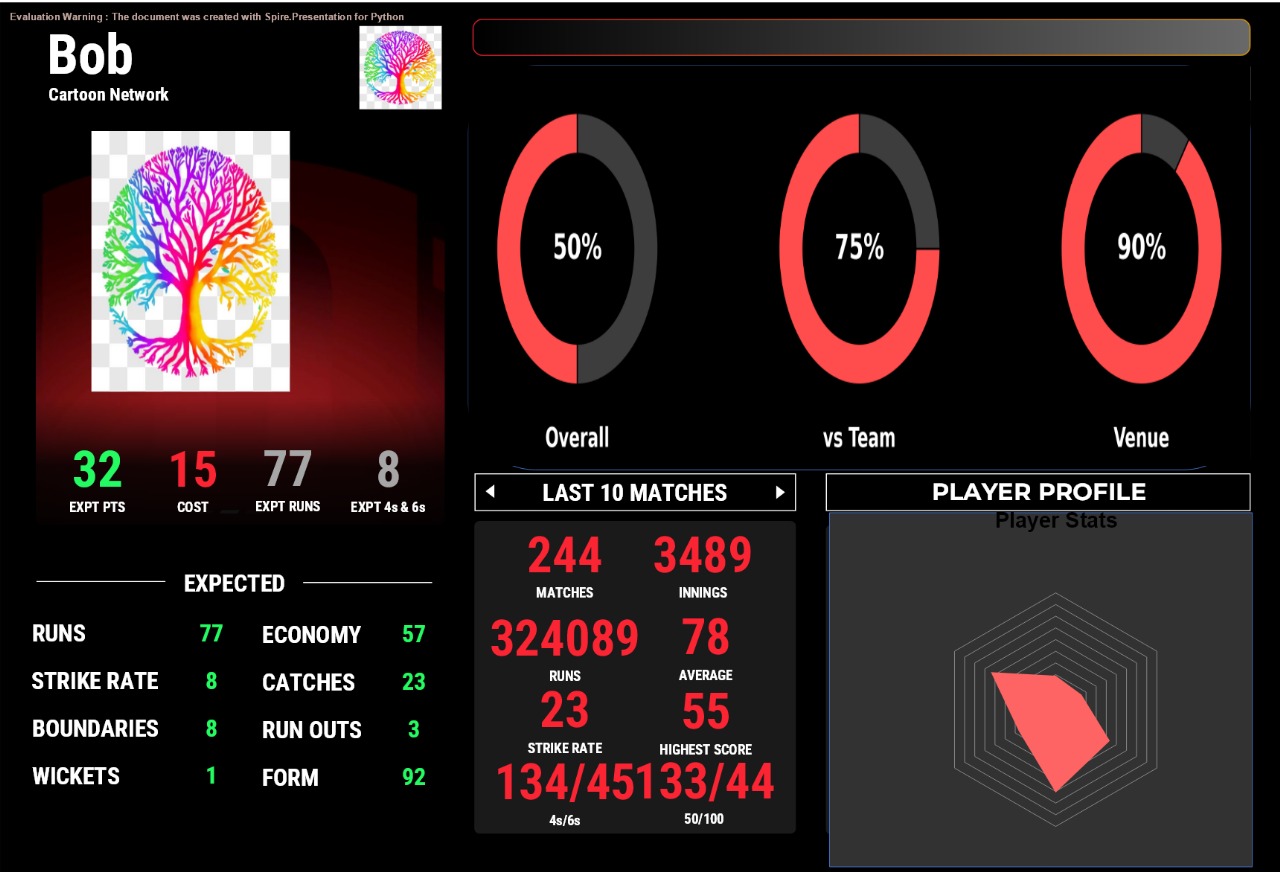 Evaluation Warning : The document was created with Spire.Presentation for Python
Bob
Cartoon Network
32 15 77 8
EXPT PTS COST EXPT RUNS EXPT 4s & 6s
EXPECTED
RUNS 77 ECONOMY 57
STRIKE RATE 8 CATCHES 23
BOUNDARIES 8 RUN OUTS 3
WICKETS 1 FORM 92
50% 75% 90%
Overall vs Team Venue
LAST 10 MATCHES
244 3489
MATCHES INNINGS
324089 78
RUNS AVERAGE
23 55
STRIKE RATE HIGHEST SCORE
134/45 133/44
4s/6s 50/100
PLAYER PROFILE
Player Stats